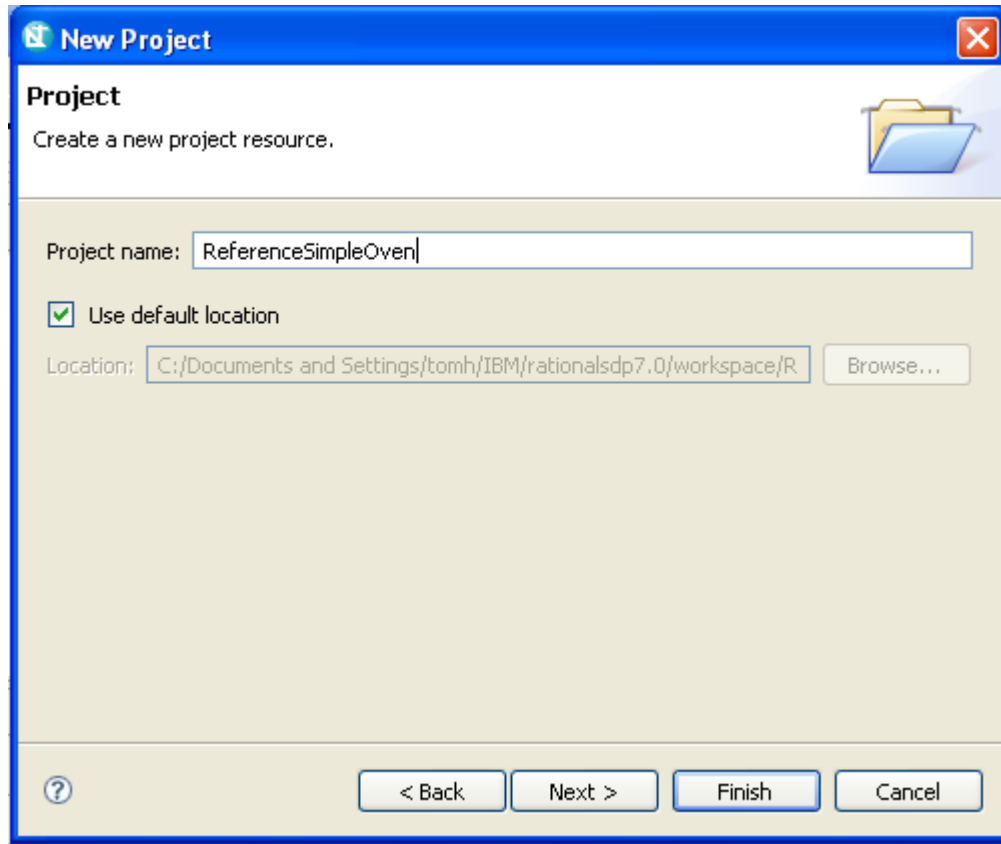 New Project
Project
Create a new project resource.
Project name: ReferenceSimpleOven
Use default location
Location: C:/Documents and Settings/tomh/IBM/rationalsdp7.0/workspace/R Browse...
? < Back Next > Finish Cancel